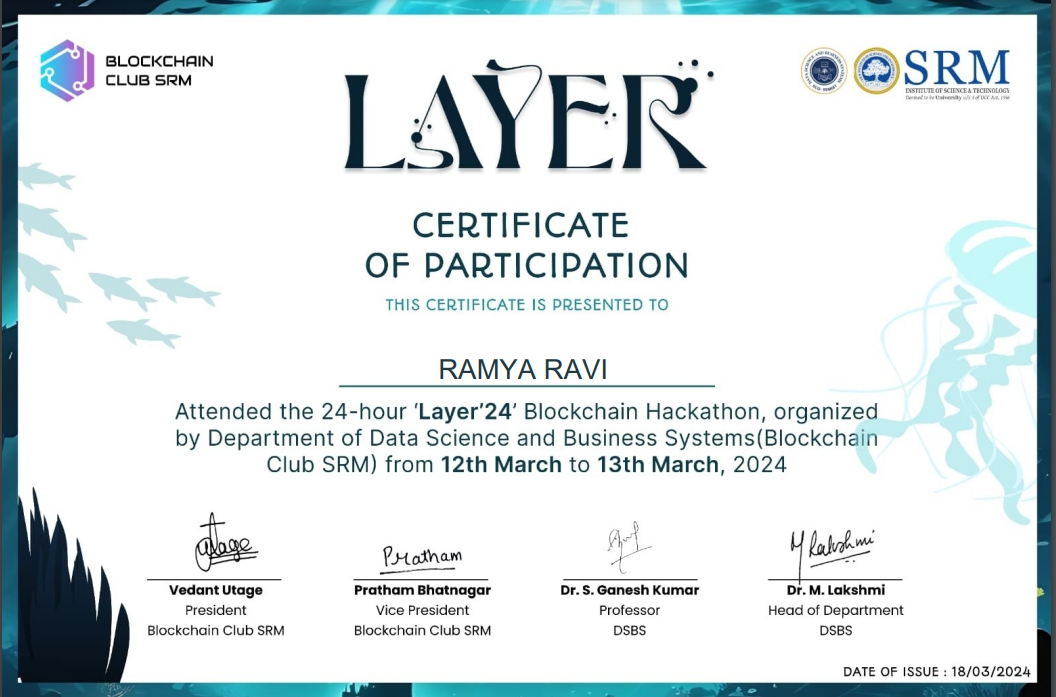 BLOCKCHAIN
CLUB SRM
SRM
INSTITUTE OF SCIENCE & TECHNOLOGY
Deemed to be University u/s 3 of UGC Act, 1956
LAYER
CERTIFICATE
OF PARTICIPATION
THIS CERTIFICATE IS PRESENTED TO
RAMYA RAVI
Attended the 24-hour ‘Layer’24’ Blockchain Hackathon, organized
by Department of Data Science and Business Systems(Blockchain
Club SRM) from 12th March to 13th March, 2024
utage
Pratham
M Lakshmi
Vedant Utage
President
Blockchain Club SRM
Pratham Bhatnagar
Vice President
Blockchain Club SRM
Dr. S. Ganesh Kumar
Professor
DSBS
Dr. M. Lakshmi
Head of Department
DSBS
DATE OF ISSUE : 18/03/2024